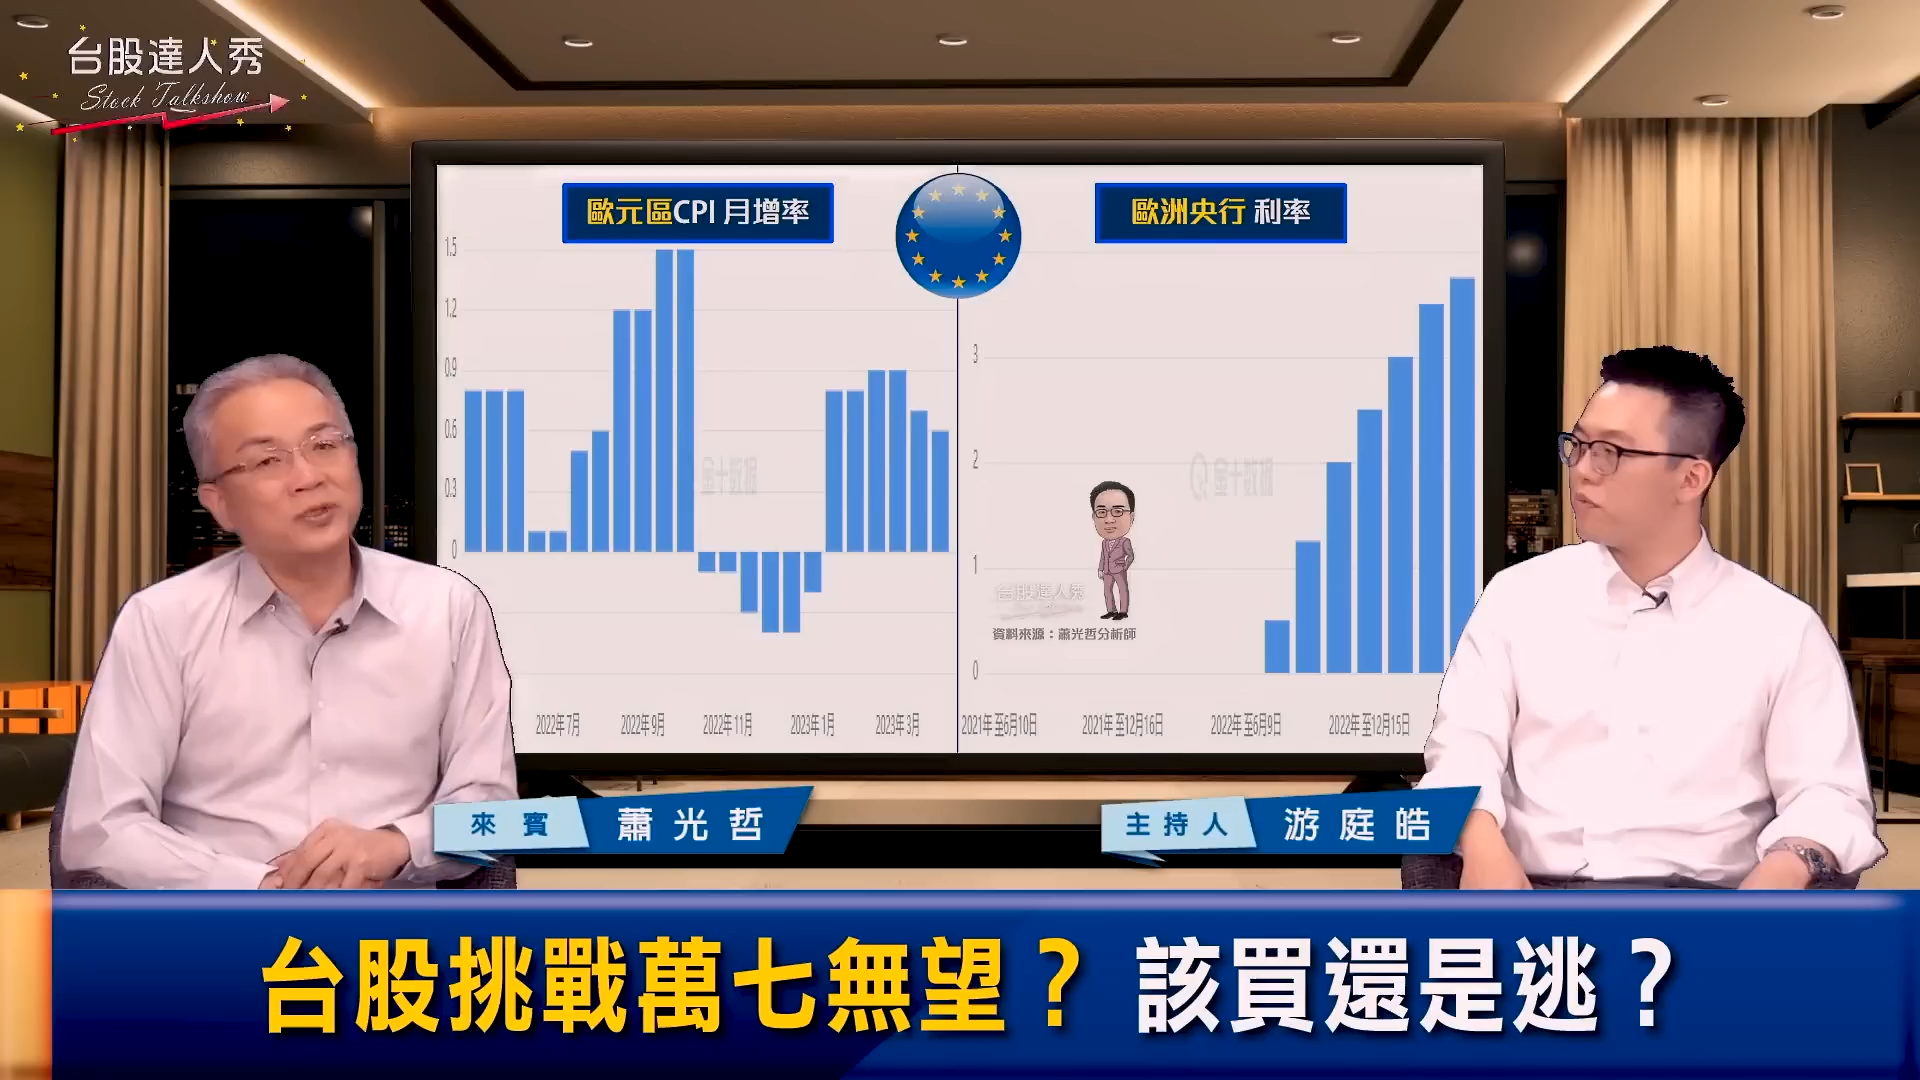 台股達人秀
Stock Talkshow
歐元區CPI 月增率
歐洲央行 利率
1.5
1.2
0.9
0.6
0.3
0
3
2
1
0
金十数据
金十数据
台股達人秀
資料來源：蕭光哲分析師
2022年7月
2022年9月
2022年11月
2023年1月
2023年3月
2021年至6月10日
2021年至12月16日
2022年至6月9日
2022年至12月15日
來賓 蕭光哲
主持人 游庭皓
台股挑戰萬七無望？ 該買還是逃？